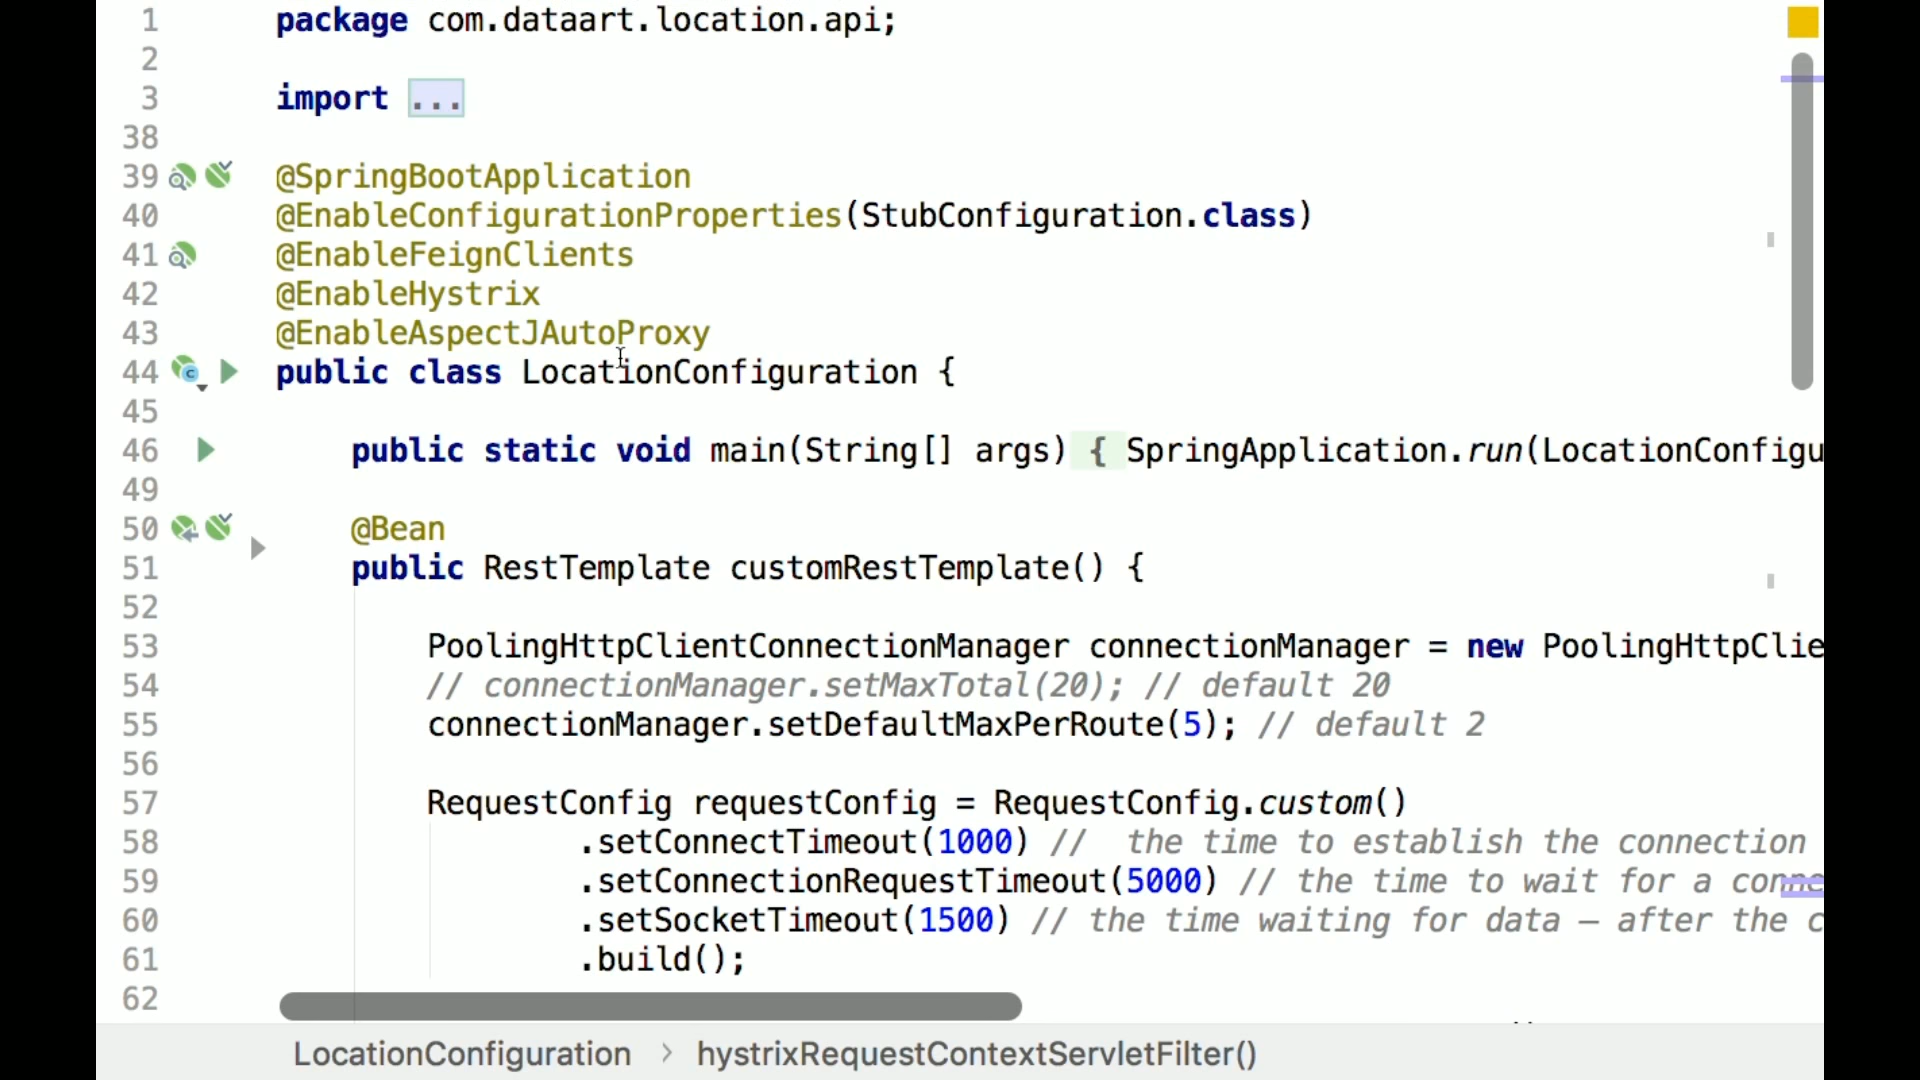 1 package com.dataart.location.api;
2
3 import ...
38
39 @SpringBootApplication
40 @EnableConfigurationProperties(StubConfiguration.class)
41 @EnableFeignClients
42 @EnableHystrix
43 @EnableAspectJAutoProxy
44 public class LocationConfiguration {
45
46 public static void main(String[] args) { SpringApplication.run(LocationConfigu
49
50 @Bean
51 public RestTemplate customRestTemplate() {
52
53 PoolingHttpClientConnectionManager connectionManager = new PoolingHttpClie
54 // connectionManager.setMaxTotal(20); // default 20
55 connectionManager.setDefaultMaxPerRoute(5); // default 2
56
57 RequestConfig requestConfig = RequestConfig.custom()
58 .setConnectTimeout(1000) // the time to establish the connection
59 .setConnectionRequestTimeout(5000) // the time to wait for a conne
60 .setSocketTimeout(1500) // the time waiting for data – after the c
61 .build();
62
LocationConfiguration > hystrixRequestContextServletFilter()